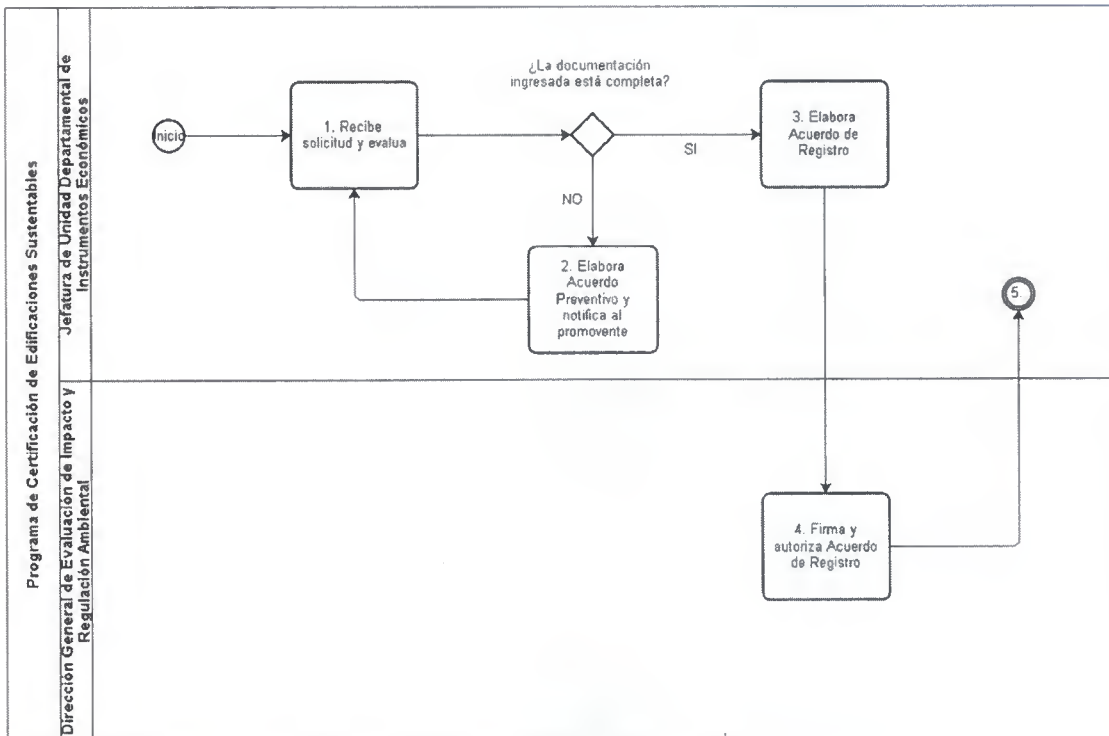 Programa de Certificación de Edificaciones Sustentables
Jefatura de Unidad Departamental de
Instrumentos Económicos
Inicio
1. Recibe
solicitud y evalua
¿La documentación
ingresada está completa?
SI
NO
2. Elabora
Acuerdo
Preventivo y
notifica al
promovente
3. Elabora
Acuerdo de
Registro
5.
Dirección General de Evaluación de Impacto y
Regulación Ambiental
4. Firma y
autoriza Acuerdo
de Registro